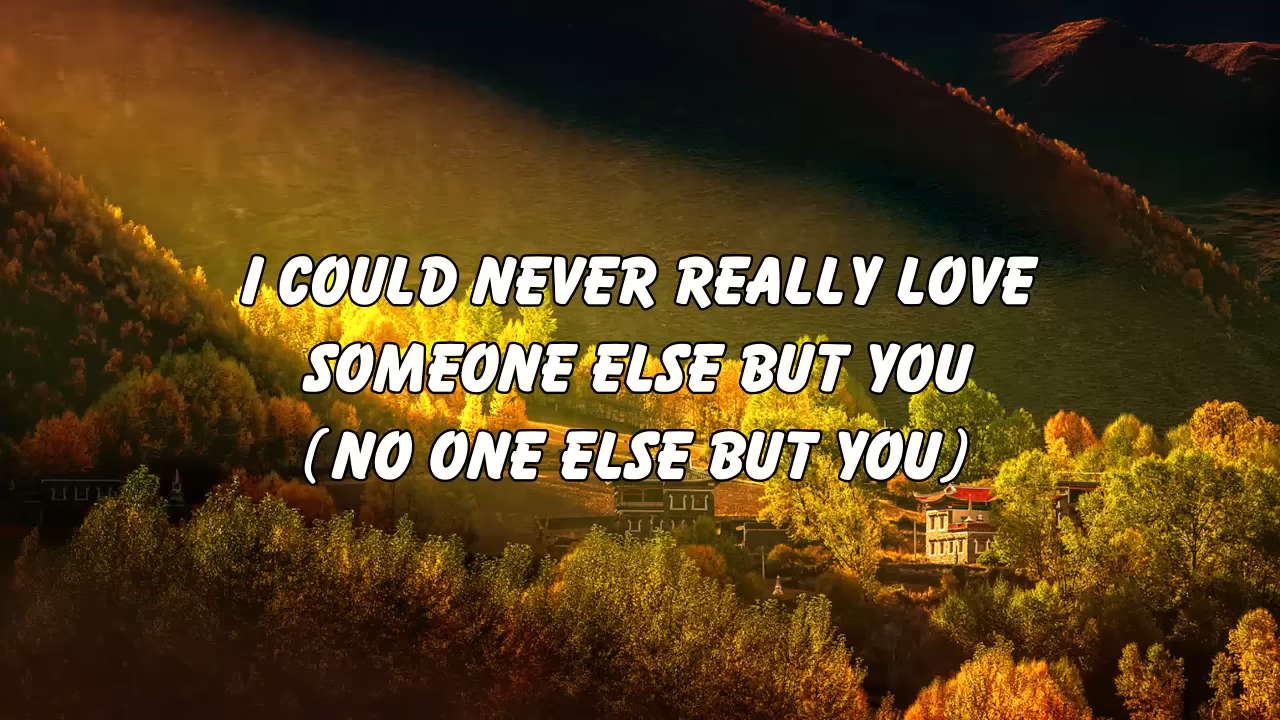 I COULD NEVER REALLY LOVE
SOMEONE ELSE BUT YOU
(NO ONE ELSE BUT YOU)